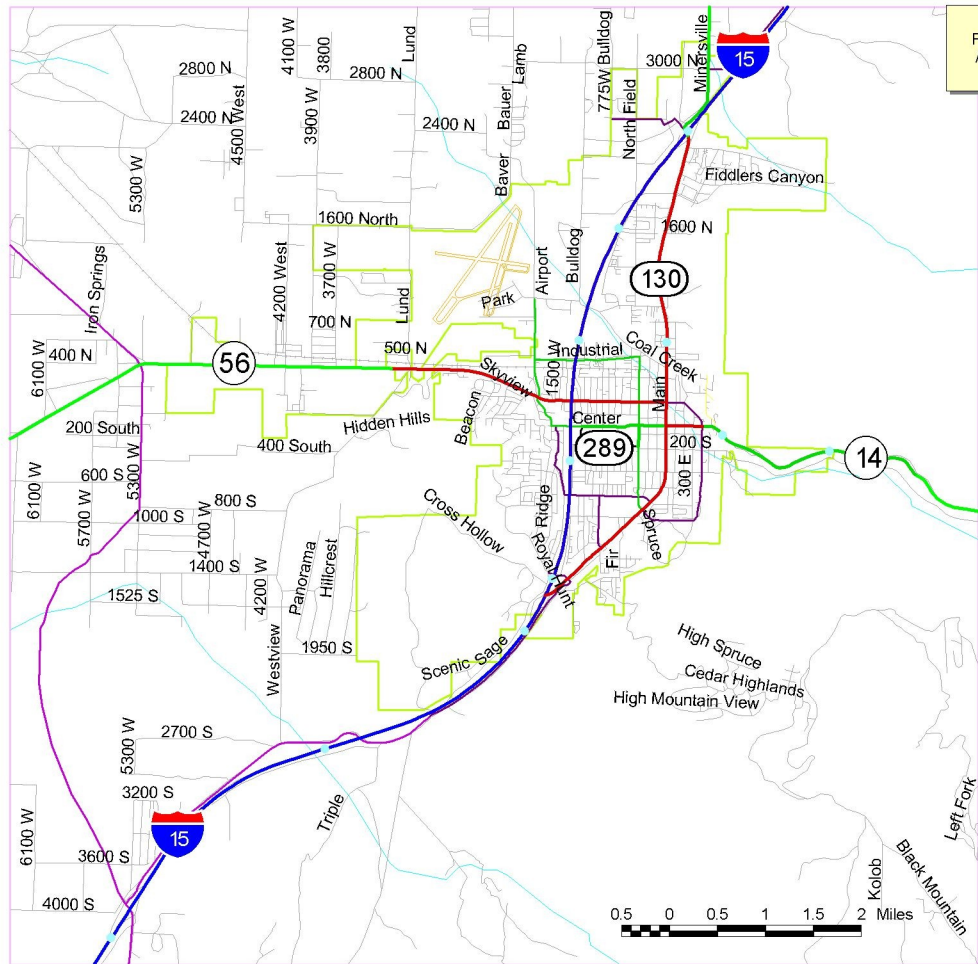 4100 W
3800
Lund
2800 N
2800 N
Lamb
775W
Bulldog
3000 N
Minersville
15
F
A
2400 N
4500 West
3900 W
2400 N
Bauer
Baver
North Field
5300 W
Fiddlers Canyon
1600 North
1600 N
Iron Springs
4200 West
3700 W
Lund
Airport
Bulldog
130
Park
700 N
400 N
6100 W
56
500 N
Skyview
1500 W
Industrial
Coal Creek
Main
Hidden Hills
Beacon
Center
200 South
400 South
289
200 S
14
5300 W
600 S
300 E
6100 W
5700 W
800 S
1000 S
4700 W
Cross Hollow
Ridge
Royal Hunt
Fir
Spruce
1400 S
4200 W
Panorama
Hillcrest
1525 S
Westview
1950 S
Scenic
Sage
High Spruce
Cedar Highlands
High Mountain View
2700 S
5300 W
3200 S
Triple
15
6100 W
3600 S
4000 S
Left Fork
Black Mountain
Kolob
0.5 0 0.5 1 1.5 2 Miles